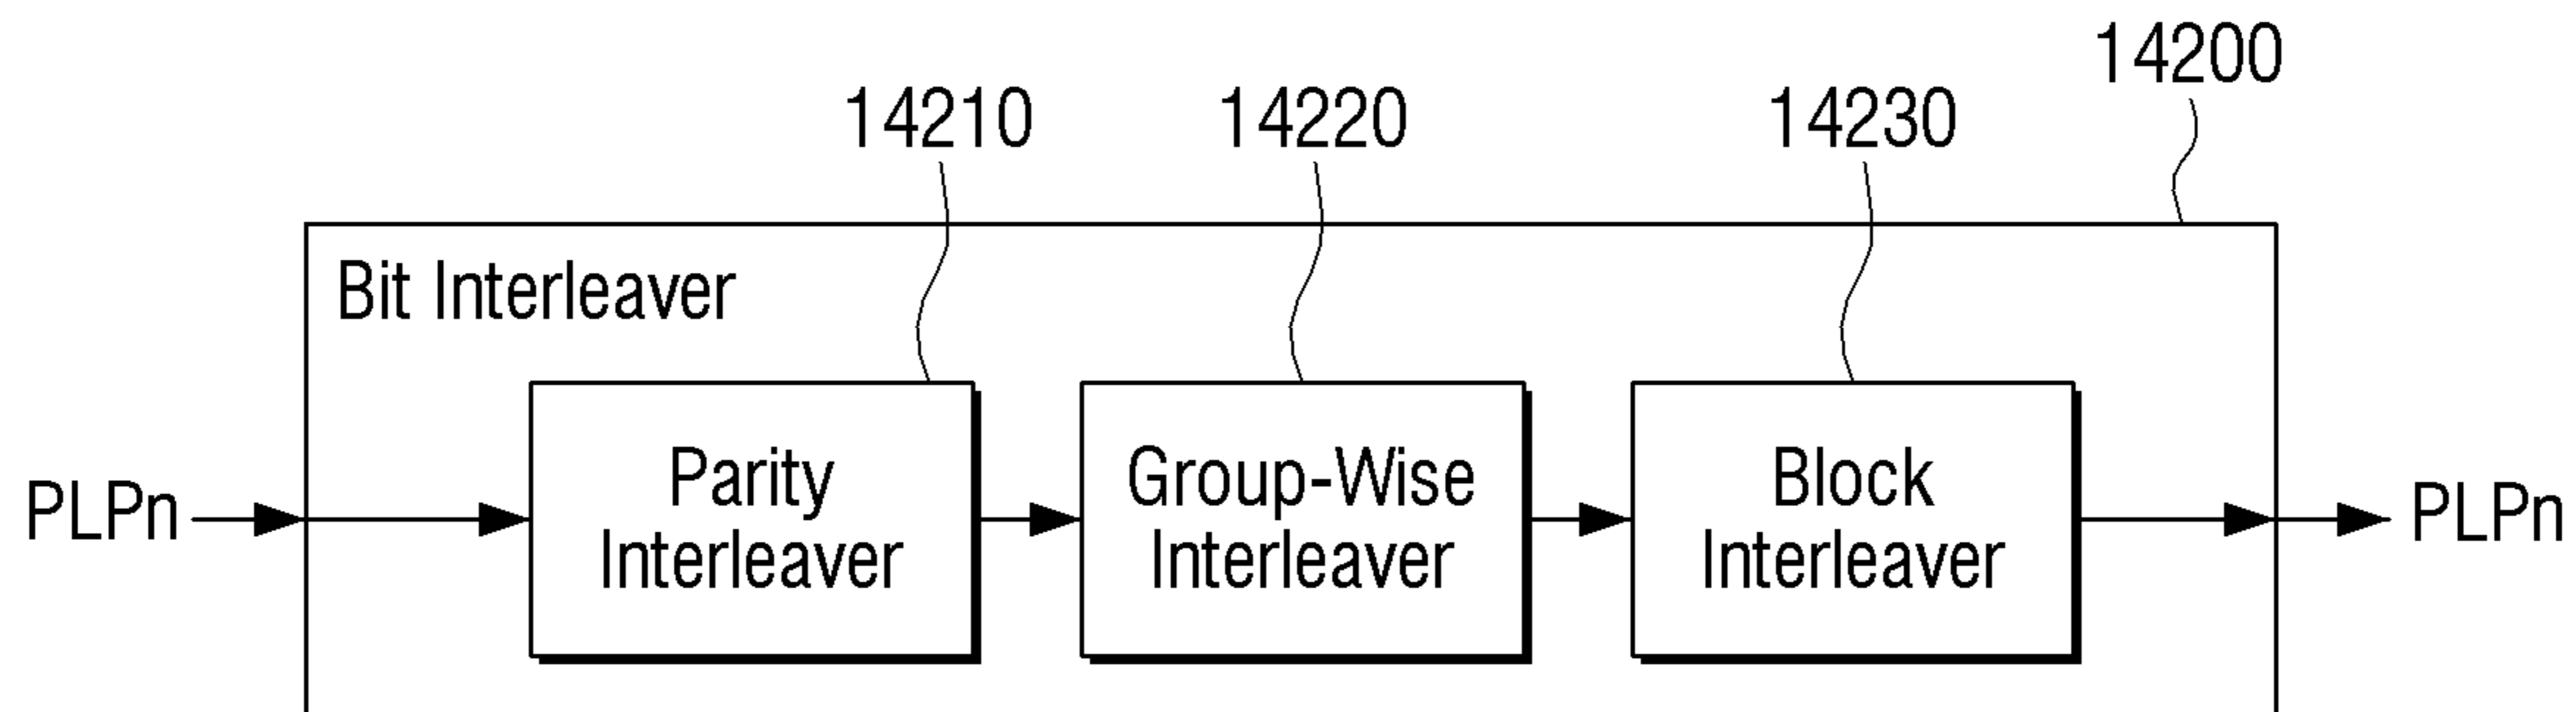 14200
14210 14220 14230
Bit Interleaver
PLPn
Parity
Interleaver
Group-Wise
Interleaver
Block
Interleaver
PLPn